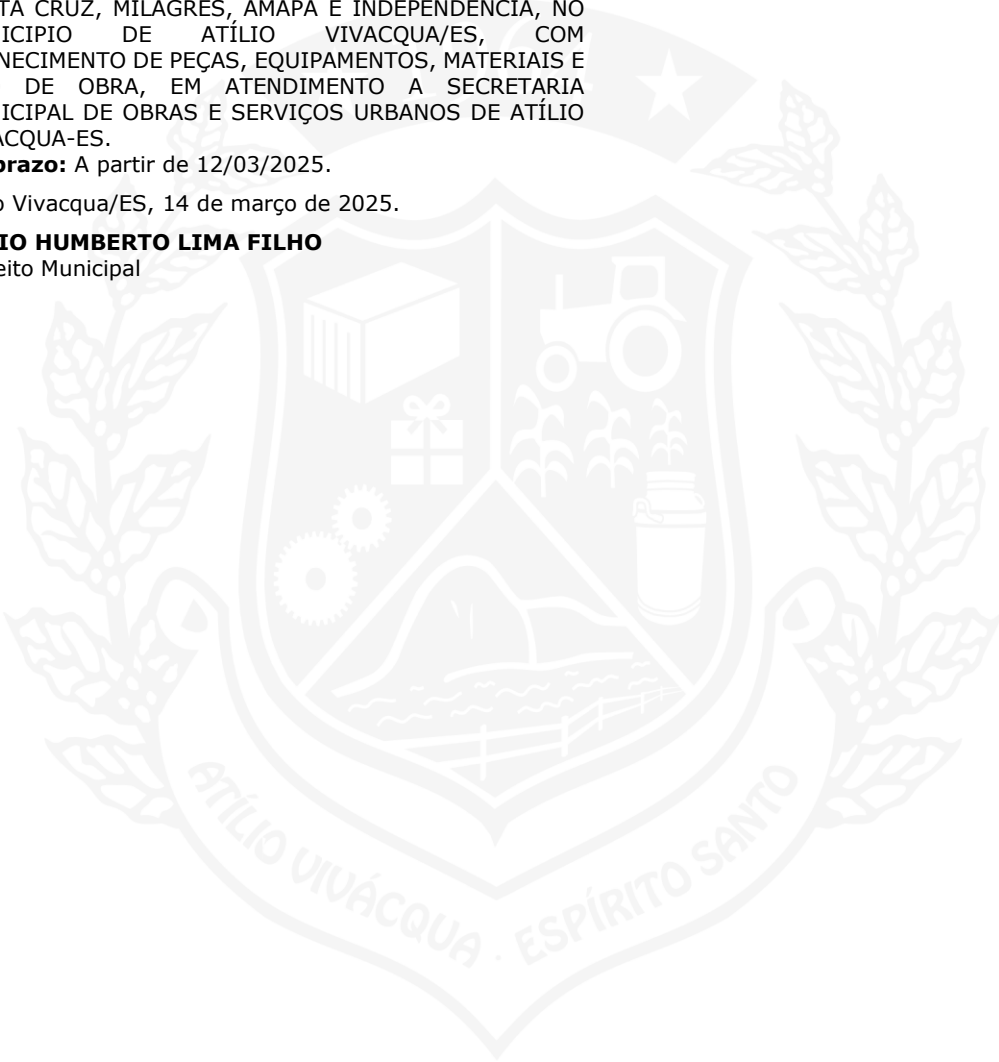 TA CRUZ, MILAGRES, AMAPÁ E INDEPENDÊNCIA, NO
ICIPIO DE ATÍLIO VIVACQUA/ES, COM
NECIMENTO DE PEÇAS, EQUIPAMENTOS, MATERIAIS E
DE OBRA, EM ATENDIMENTO A SECRETARIA
ICIPAL DE OBRAS E SERVIÇOS URBANOS DE ATÍLIO
ACQUA-ES.
prazo: A partir de 12/03/2025.
o Vivacqua/ES, 14 de março de 2025.
IO HUMBERTO LIMA FILHO
eito Municipal
ATÍLIO VIVÁCQUA . ESPÍRITO SANTO